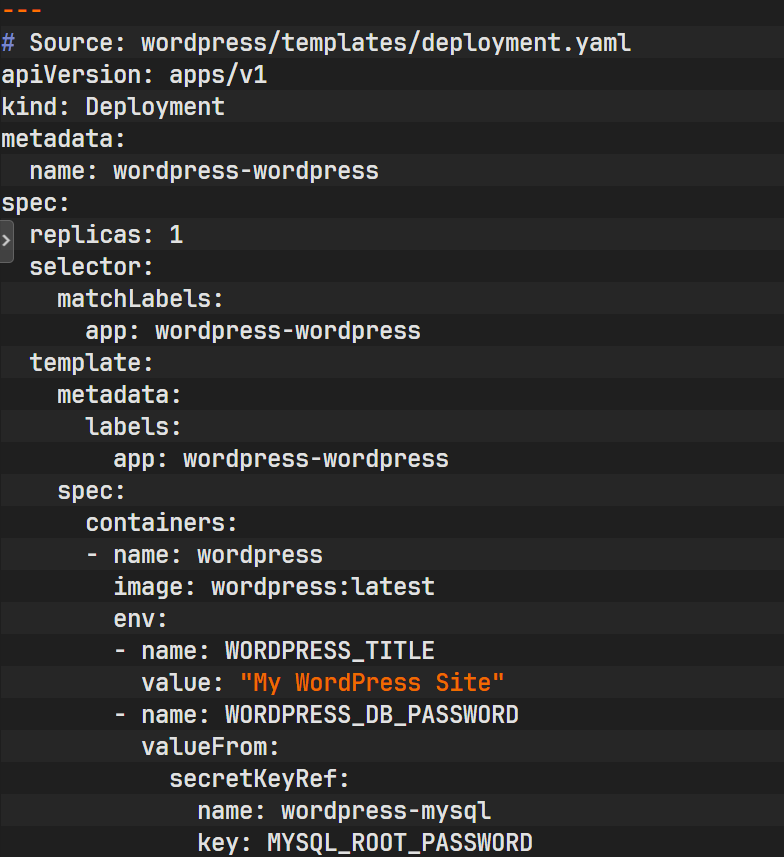 ---
# Source: wordpress/templates/deployment.yaml
apiVersion: apps/v1
kind: Deployment
metadata:
  name: wordpress-wordpress
spec:
  replicas: 1
  selector:
    matchLabels:
      app: wordpress-wordpress
  template:
    metadata:
      labels:
        app: wordpress-wordpress
    spec:
      containers:
      - name: wordpress
        image: wordpress:latest
        env:
        - name: WORDPRESS_TITLE
          value: "My WordPress Site"
        - name: WORDPRESS_DB_PASSWORD
          valueFrom:
            secretKeyRef:
              name: wordpress-mysql
              key: MYSQL_ROOT_PASSWORD